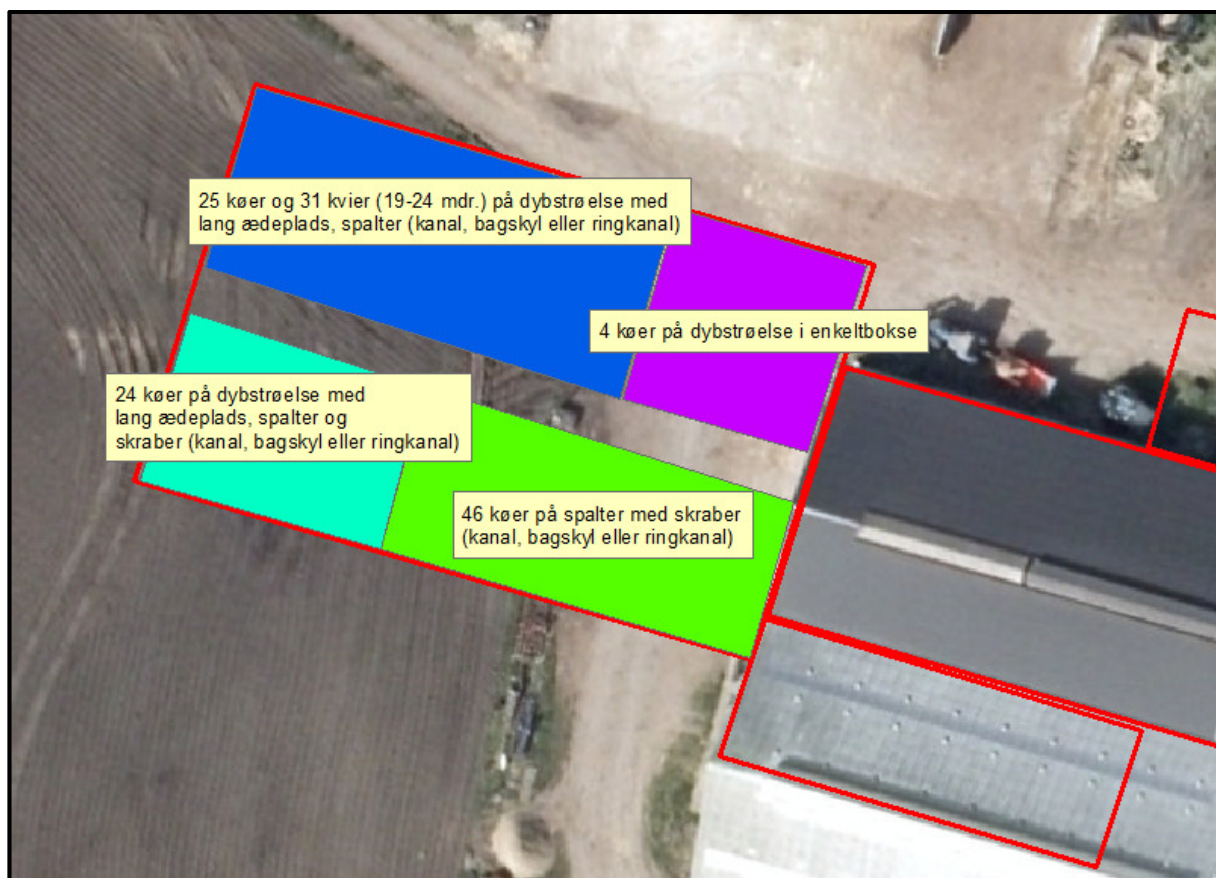 25 køer og 31 kvier (19-24 mdr.) på dybstrøelse med
lang ædeplads, spalter (kanal, bagskyl eller ringkanal)
4 køer på dybstrøelse i enkeltbokse
24 køer på dybstrøelse med
lang ædeplads, spalter og
skraber (kanal, bagskyl eller ringkanal)
46 køer på spalter med skraber
(kanal, bagskyl eller ringkanal)